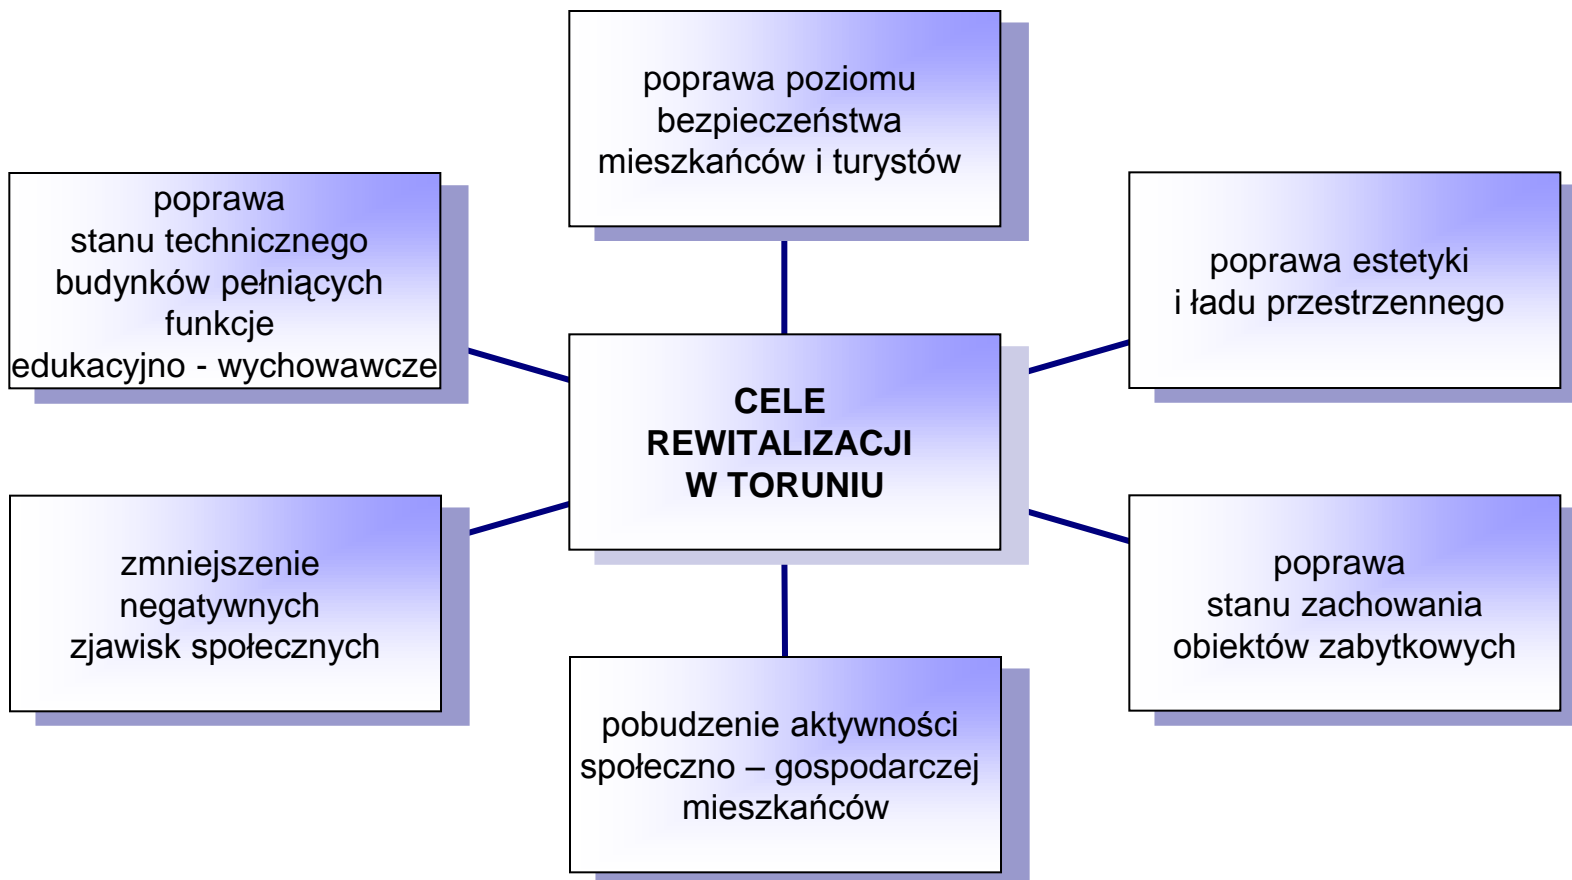 poprawa poziomu
bezpieczeństwa
mieszkańców i turystów
poprawa
stanu technicznego
budynków pełniących
funkcje
edukacyjno - wychowawcze
poprawa estetyki
i ładu przestrzennego
CELE
REWITALIZACJI
W TORUNIU
zmniejszenie
negatywnych
zjawisk społecznych
poprawa
stanu zachowania
obiektów zabytkowych
pobudzenie aktywności
społeczno – gospodarczej
mieszkańców